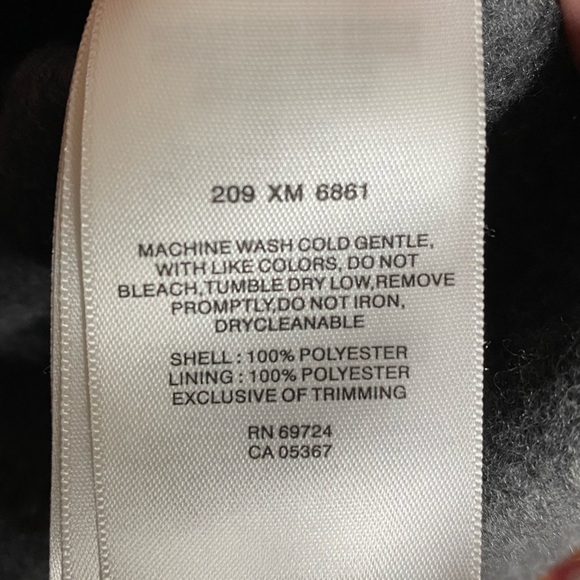 209 XM 6861
MACHINE WASH COLD GENTLE,
WITH LIKE COLORS, DO NOT
BLEACH,TUMBLE DRY LOW,REMOVE
PROMPTLY,DO NOT IRON,
DRYCLEANABLE
SHELL : 100% POLYESTER
LINING : 100% POLYESTER
EXCLUSIVE OF TRIMMING
RN 69724
CA 05367